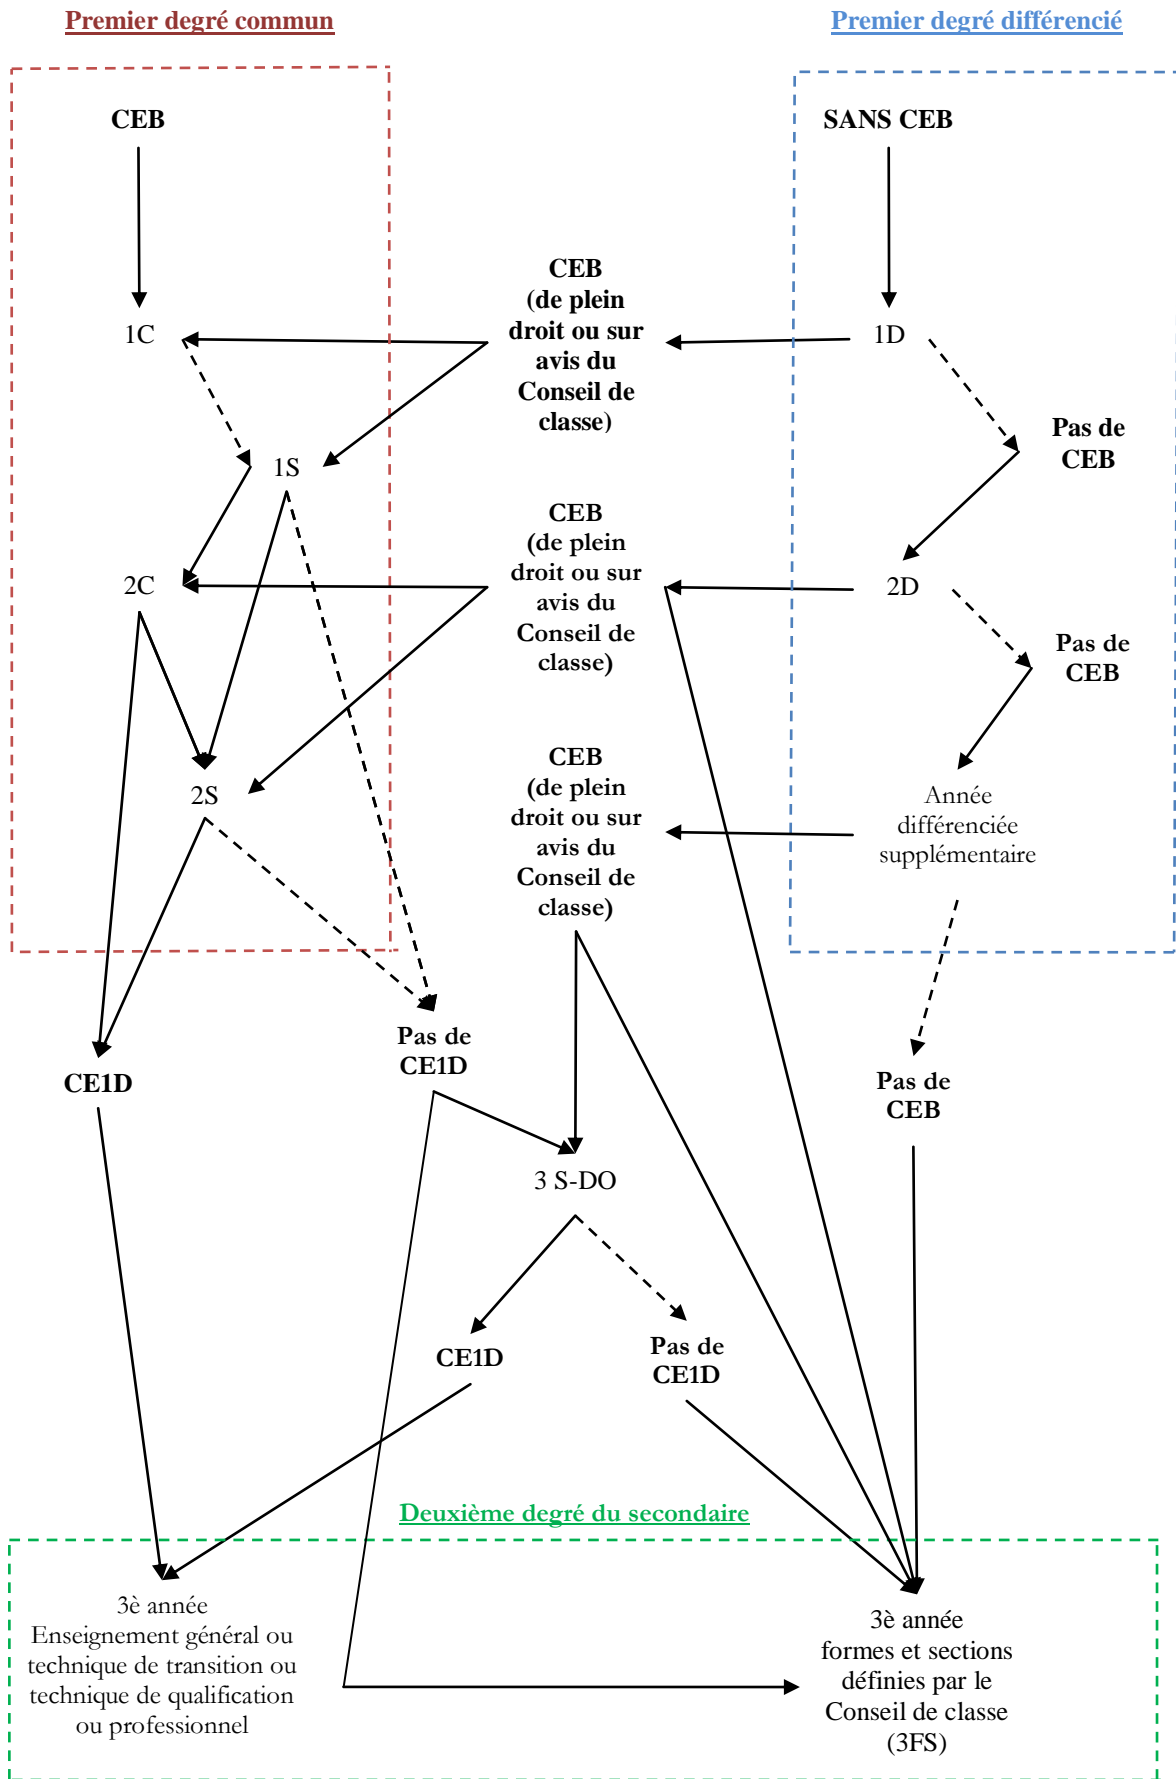 Premier degré commun
Premier degré différencié
CEB
SANS CEB
CEB
(de plein
droit ou sur
avis du
Conseil de
classe)
1C
1D
Pas de
CEB
1S
CEB
(de plein
droit ou sur
avis du
Conseil de
classe)
2C
2D
Pas de
CEB
CEB
(de plein
droit ou sur
avis du
Conseil de
classe)
2S
Année
différenciée
supplémentaire
Pas de
CE1D
CE1D
Pas de
CEB
3 S-DO
CE1D
Pas de
CE1D
Deuxième degré du secondaire
3è année
Enseignement général ou
technique de transition ou
technique de qualification
ou professionnel
3è année
formes et sections
définies par le
Conseil de classe
(3FS)